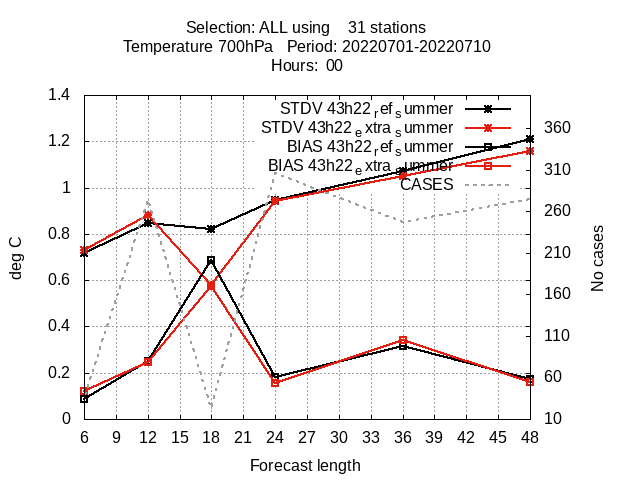 Selection: ALL using 31 stations
Temperature 700hPa Period: 20220701-20220710
Hours: 00
STDV 43h22_ref_summer
STDV 43h22_extra_summer
BIAS 43h22_ref_summer
BIAS 43h22_extra_summer
CASES
1.4
1.2
1
0.8
0.6
0.4
0.2
0
deg C
360
310
260
210
160
110
60
10
No cases
6 9 12 15 18 21 24 27 30 33 36 39 42 45 48
Forecast length